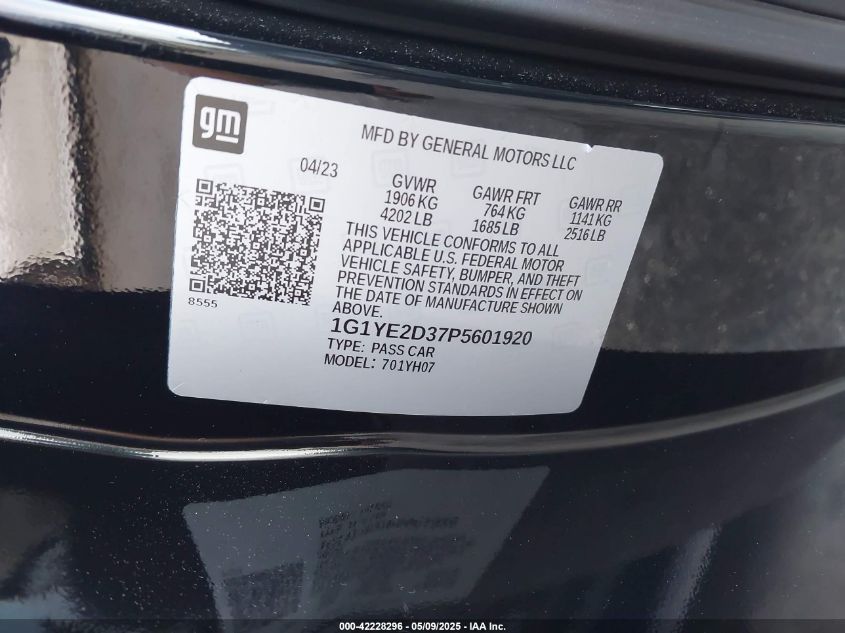 gm
MFD BY GENERAL MOTORS LLC
04/23
GVWR GAWR FRT GAWR RR
1906 KG 764 KG 1141 KG
4202 LB 1685 LB 2516 LB
THIS VEHICLE CONFORMS TO ALL
APPLICABLE U.S. FEDERAL MOTOR
VEHICLE SAFETY, BUMPER, AND THEFT
PREVENTION STANDARDS IN EFFECT ON
THE DATE OF MANUFACTURE SHOWN
ABOVE.
8555
1G1YE2D37P5601920
TYPE: PASS CAR
MODEL: 701YH07
000-42228296 - 05/09/2025 - IAA Inc.